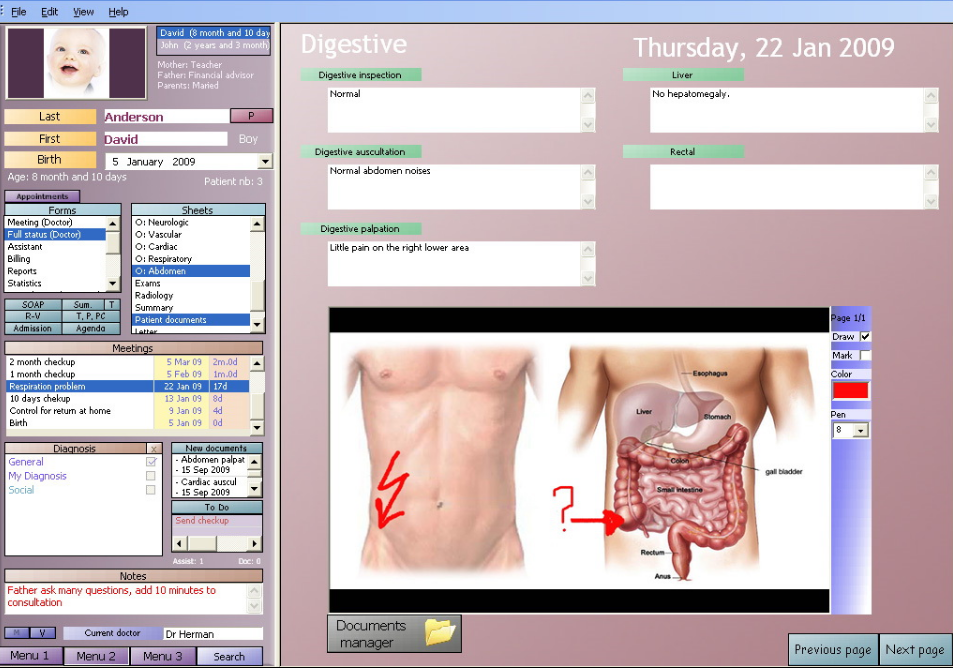 File Edit View Help
David (8 month and 10 day
John (2 years and 3 month)
Mother: Teacher
Father: Financial advisor
Parents: Maried
Last Anderson P
First David Boy
Birth 5 January 2009
Age: 8 month and 10 days
Patient nb: 3
Appointments
Forms
Meeting (Doctor)
Full status (Doctor)
Assistant
Billing
Reports
Statistics
Sheets
O: Neurologic
O: Vascular
O: Cardiac
O: Respiratory
O: Abdomen
Exams
Radiology
Summary
Patient documents
Letter
SOAP Sum. T
R-V T, P, PC
Admission Agenda
Meetings
2 month checkup 5 Mar 09 2m.0d
1 month checkup 5 Feb 09 1m.0d
Respiration problem 22 Jan 09 17d
10 days chekup 13 Jan 09 8d
Control for return at home 9 Jan 09 4d
Birth 5 Jan 09 0d
Diagnosis x
General
My Diagnosis
Social
New documents
- Abdomen palpat
- 15 Sep 2009
- Cardiac auscul
- 15 Sep 2009
To Do
Send checkup
Assist: 1 Doc: 8
Notes
Father ask many questions, add 10 minutes to
consultation
M V Current doctor Dr Herman
Menu 1 Menu 2 Menu 3 Search
Digestive
Thursday, 22 Jan 2009
Digestive inspection
Normal
Liver
No hepatomegaly.
Digestive auscultation
Normal abdomen noises
Rectal
Digestive palpation
Little pain on the right lower area
Esophagus
Liver
Stomach
Colon
gall bladder
Small intestine
?
Rectum
Anus
Page 1/1
Draw
Mark
Color
Pen
8
Documents
manager
Previous page Next page